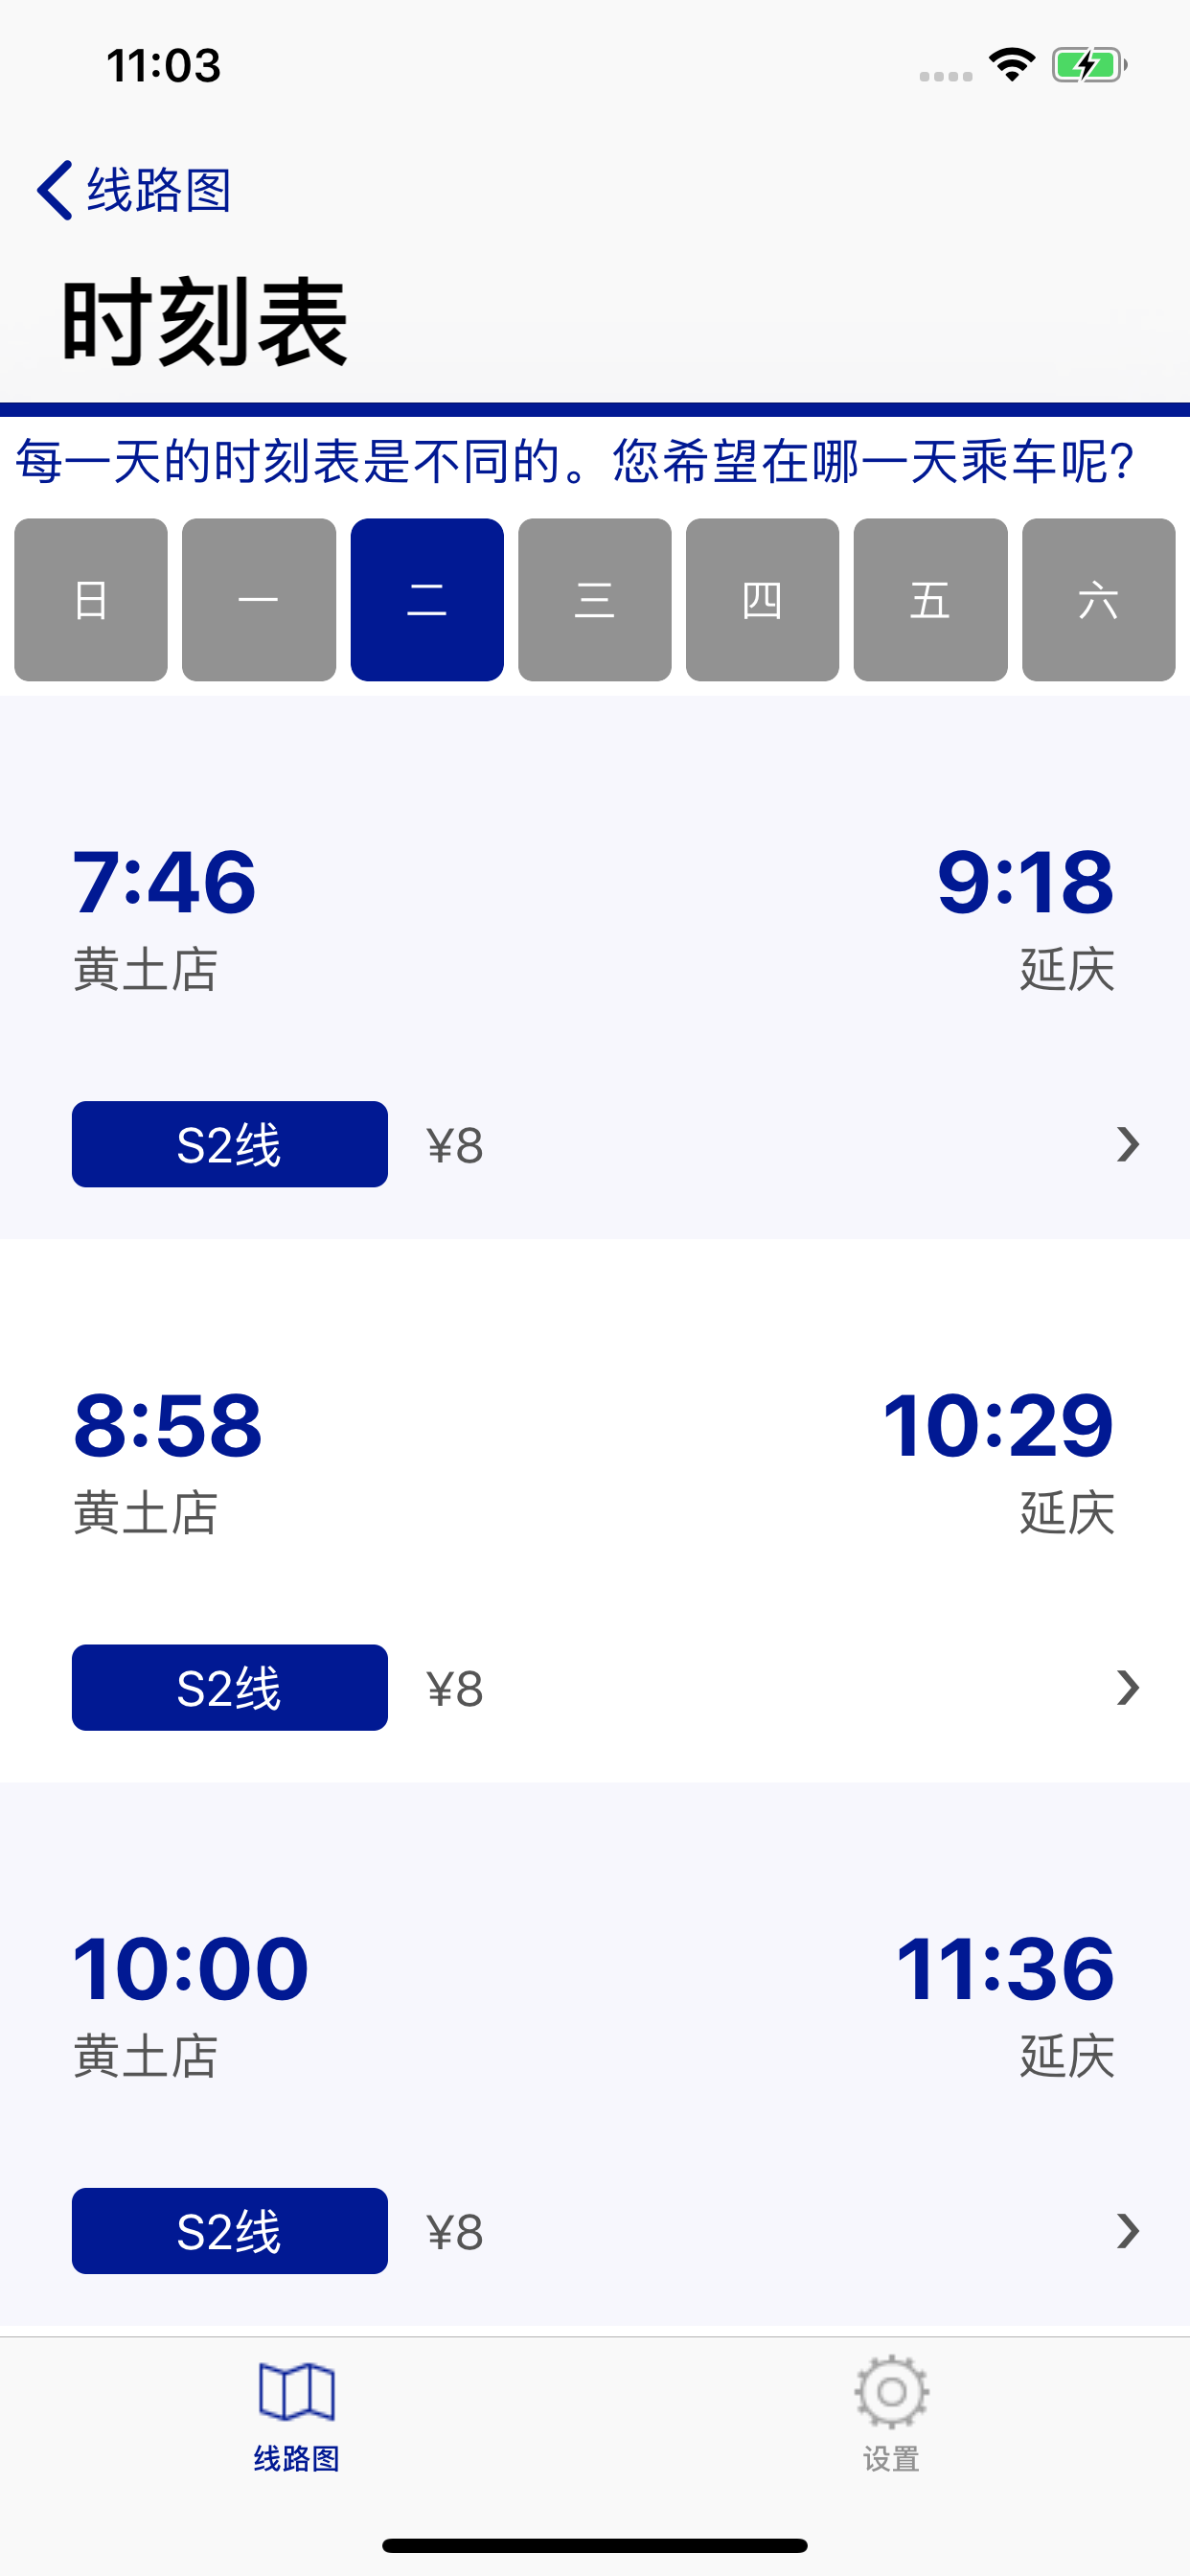 11:03
线路图
时刻表
每一天的时刻表是不同的。您希望在哪一天乘车呢?
日 一 二 三 四 五 六
7:46 9:18
黄土店 延庆
S2线 ¥8
8:58 10:29
黄土店 延庆
S2线 ¥8
10:00 11:36
黄土店 延庆
S2线 ¥8
线路图 设置